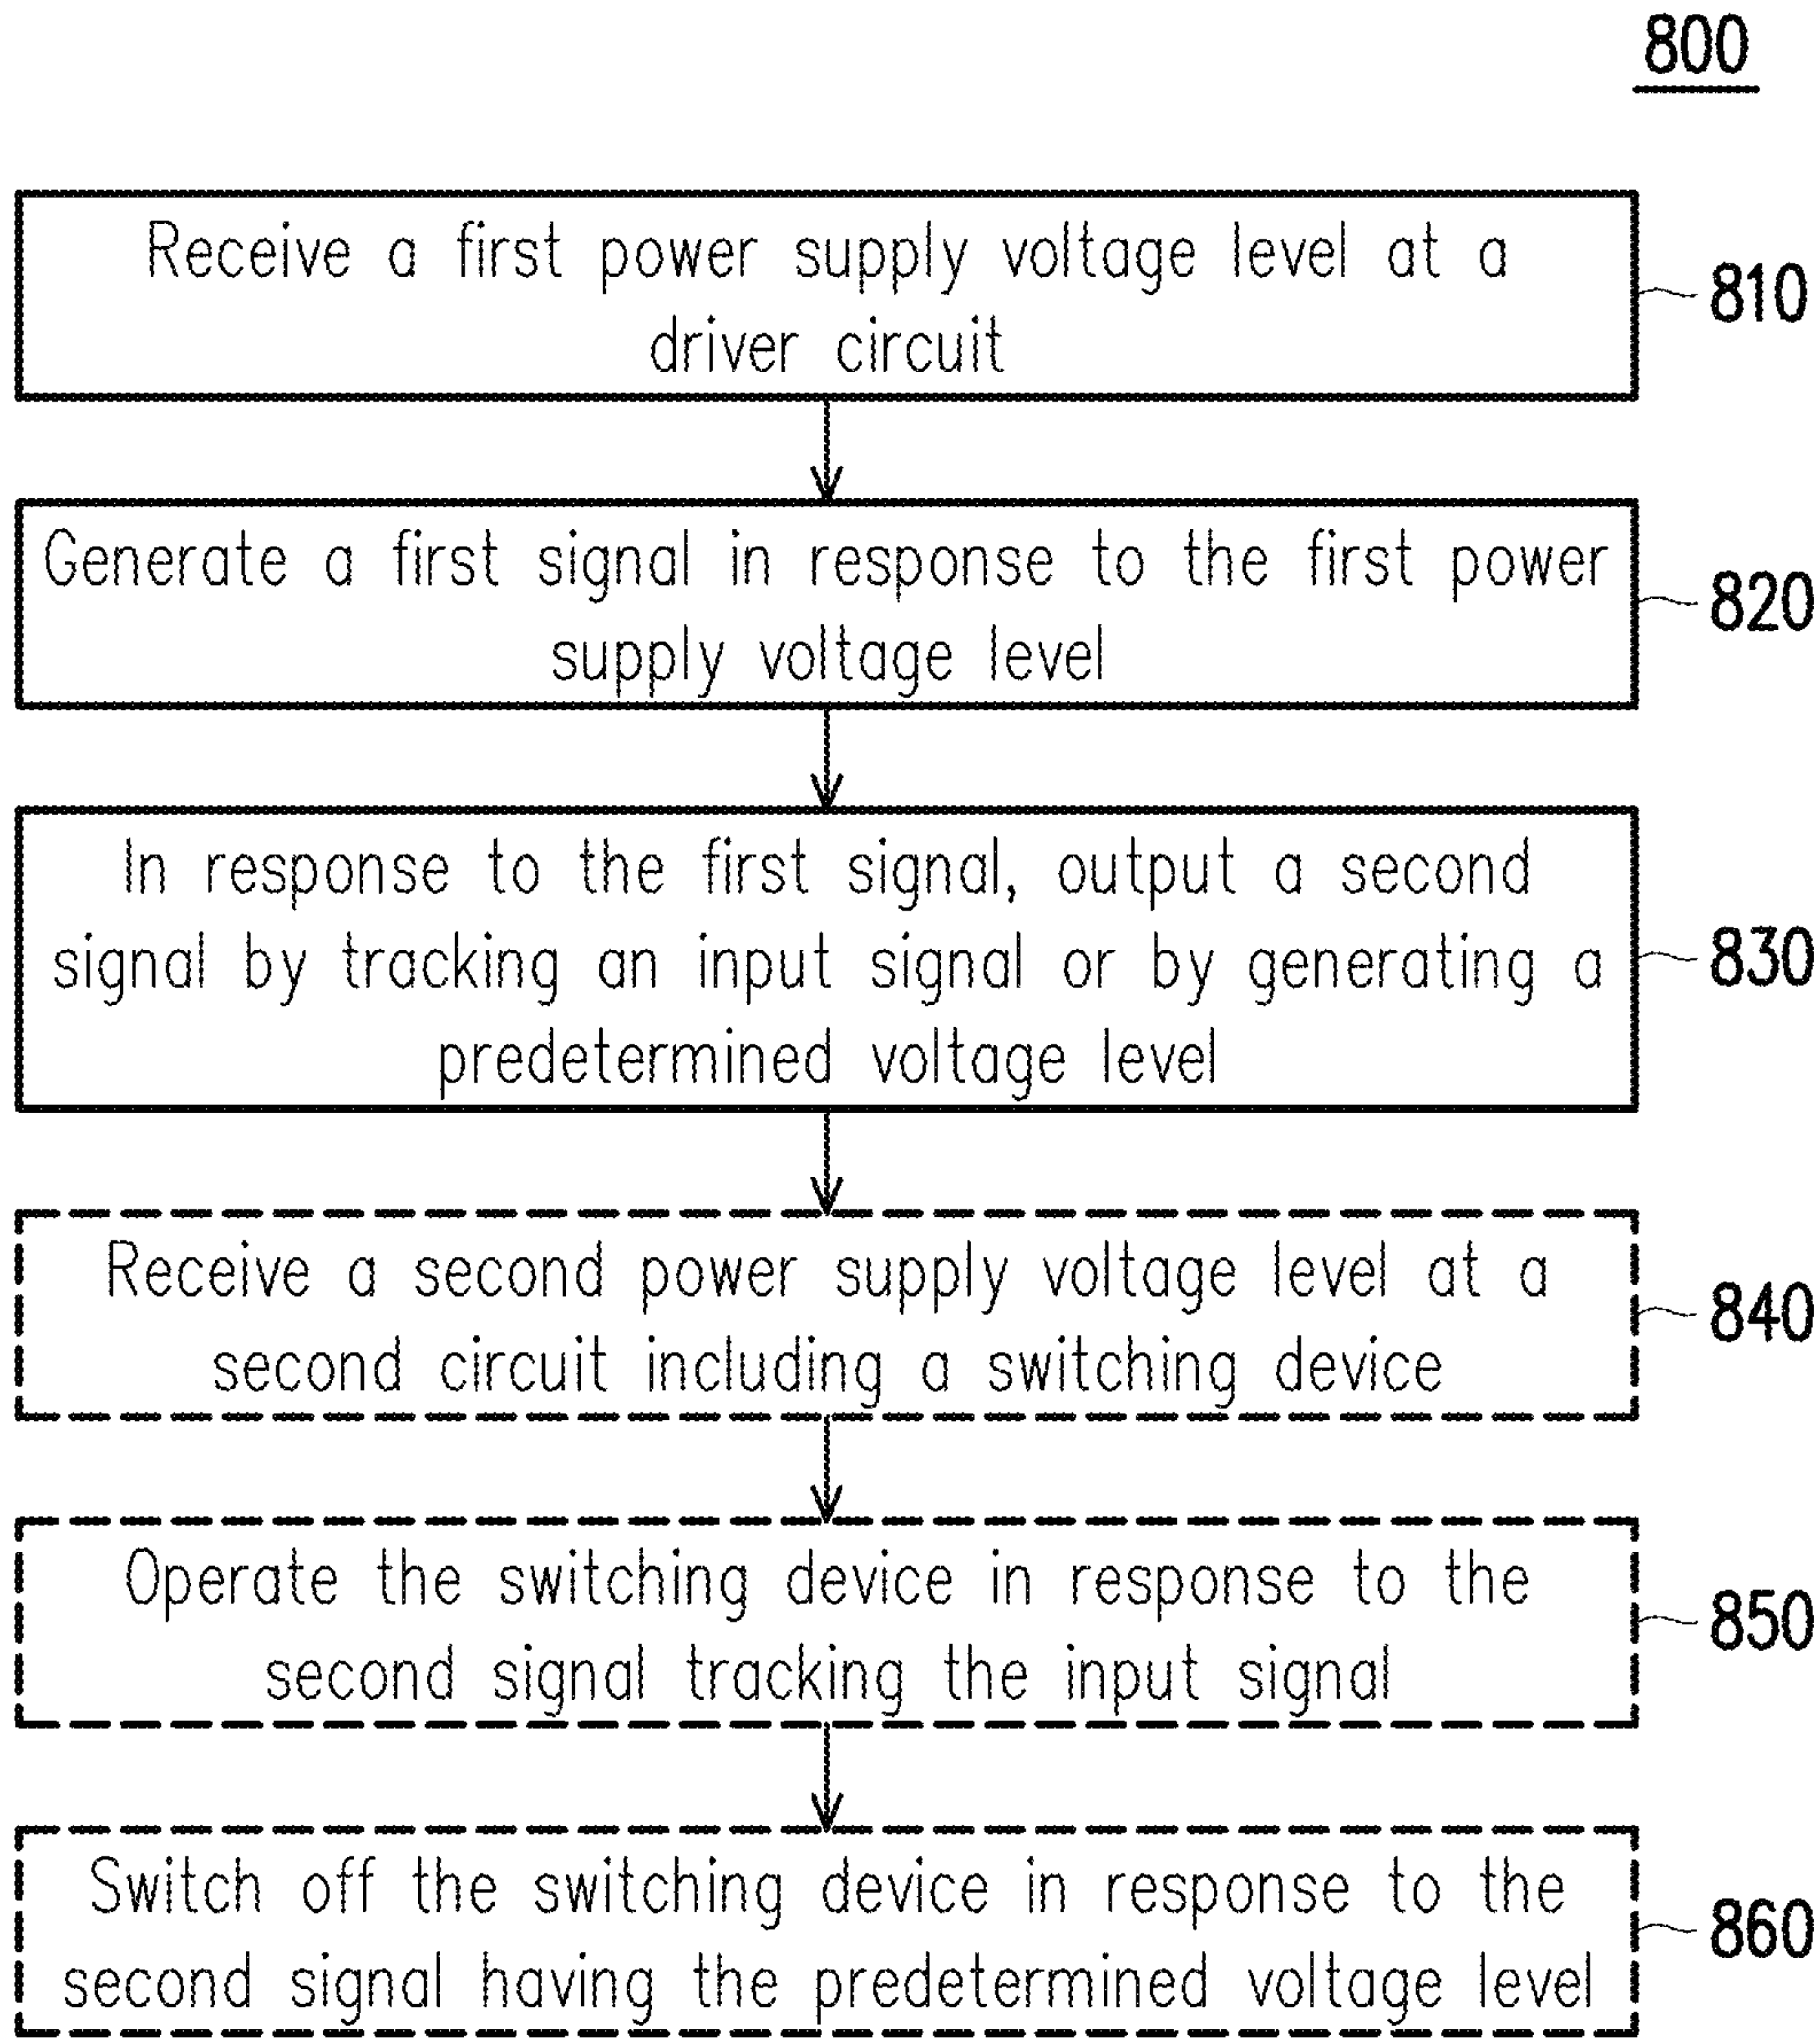 800
Receive a first power supply voltage level at a
driver circuit
810
Generate a first signal in response to the first power
supply voltage level
820
In response to the first signal, output a second
signal by tracking an input signal or by generating a
predetermined voltage level
830
Receive a second power supply voltage level at a
second circuit including a switching device
840
Operate the switching device in response to the
second signal tracking the input signal
850
Switch off the switching device in response to the
second signal having the predetermined voltage level
860